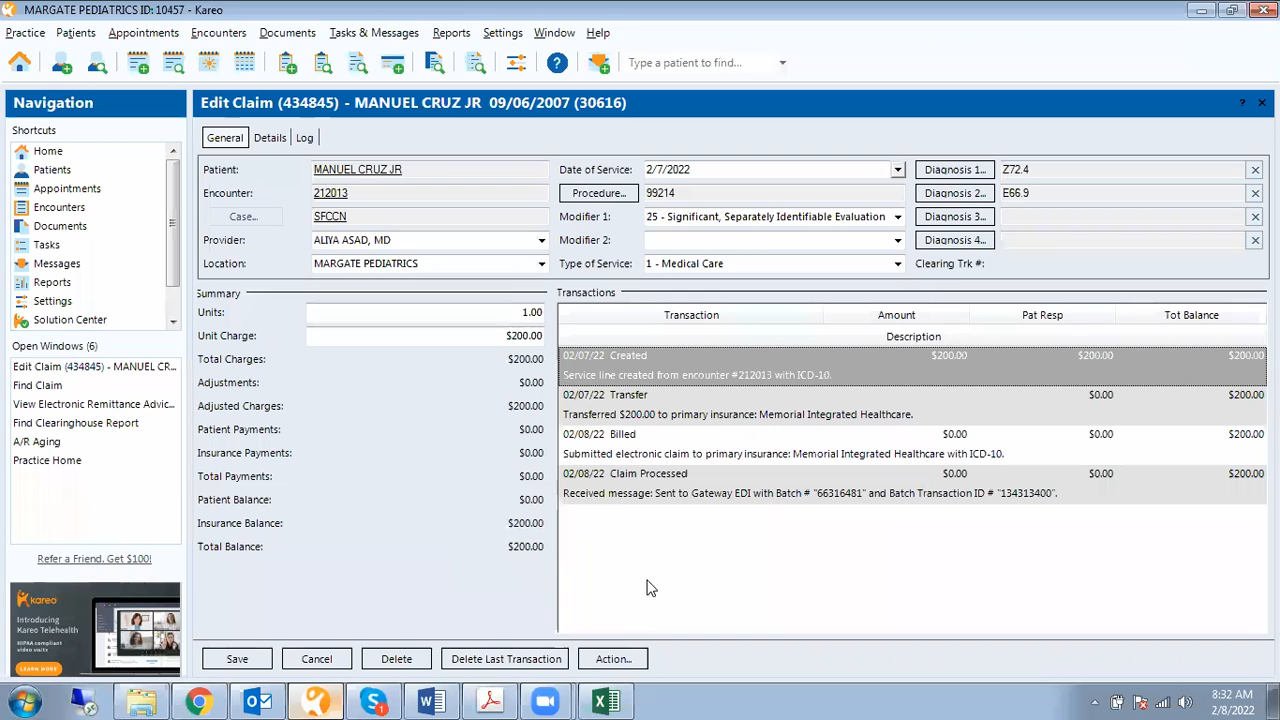 MARGATE PEDIATRICS ID: 10457 - Kareo
Practice Patients Appointments Encounters Documents Tasks & Messages Reports Settings Window Help
Type a patient to find...
Navigation
Shortcuts
Home
Patients
Appointments
Encounters
Documents
Tasks
Messages
Reports
Settings
Solution Center
Open Windows (6)
Edit Claim (434845) - MANUEL CR...
Find Claim
View Electronic Remittance Advic...
Find Clearinghouse Report
A/R Aging
Practice Home
Refer a Friend. Get $100!
kareo
Introducing
Kareo Telehealth
HIPAA compliant
video visits
LEARN MORE
Edit Claim (434845) - MANUEL CRUZ JR 09/06/2007 (30616)
General Details Log
Patient: MANUEL CRUZ JR
Encounter: 212013
Case... SFCCN
Provider: ALIYA ASAD, MD
Location: MARGATE PEDIATRICS
Date of Service: 2/7/2022
Procedure... 99214
Modifier 1: 25 - Significant, Separately Identifiable Evaluation
Modifier 2:
Type of Service: 1 - Medical Care
Diagnosis 1... Z72.4
Diagnosis 2... E66.9
Diagnosis 3...
Diagnosis 4...
Clearing Trk #:
Summary
Units: 1.00
Unit Charge: $200.00
Total Charges: $200.00
Adjustments: $0.00
Adjusted Charges: $200.00
Patient Payments: $0.00
Insurance Payments: $0.00
Total Payments: $0.00
Patient Balance: $0.00
Insurance Balance: $200.00
Total Balance: $200.00
Transactions
Transaction Amount Pat Resp Tot Balance
Description
02/07/22 Created $200.00 $200.00 $200.00
Service line created from encounter #212013 with ICD-10.
02/07/22 Transfer $0.00 $200.00
Transferred $200.00 to primary insurance: Memorial Integrated Healthcare.
02/08/22 Billed $0.00 $0.00 $200.00
Submitted electronic claim to primary insurance: Memorial Integrated Healthcare with ICD-10.
02/08/22 Claim Processed $0.00 $0.00 $200.00
Received message: Sent to Gateway EDI with Batch # "66316481" and Batch Transaction ID # "134313400".
Save Cancel Delete Delete Last Transaction Action...
8:32 AM
2/8/2022